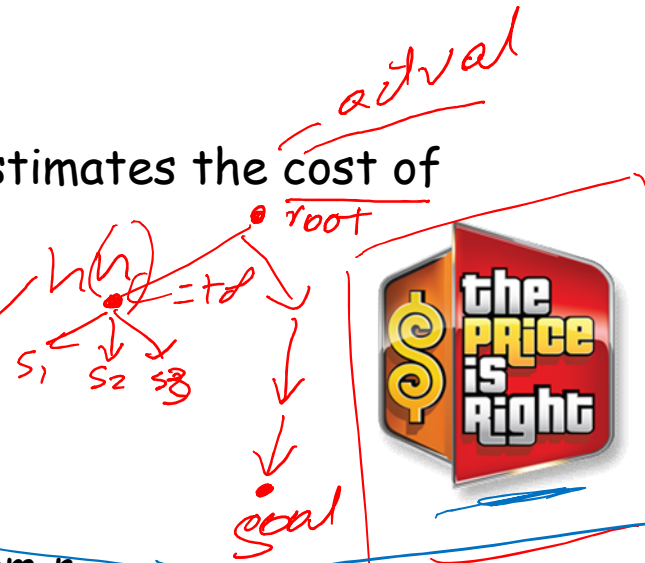 actual
stimates the cost of
root
h(n)
S1 S2 S3
the
PRICE
is
Right
$
goal